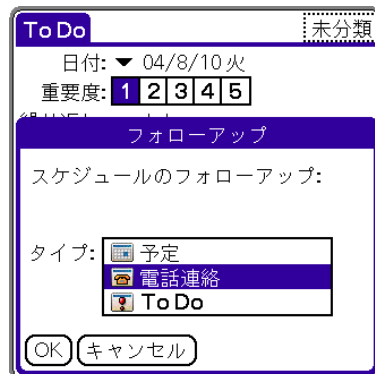 To Do 未分類
日付: 04/8/10 火
重要度: 1 2 3 4 5
フォローアップ
スケジュールのフォローアップ:
タイプ: 予定
電話連絡
To Do
OK キャンセル